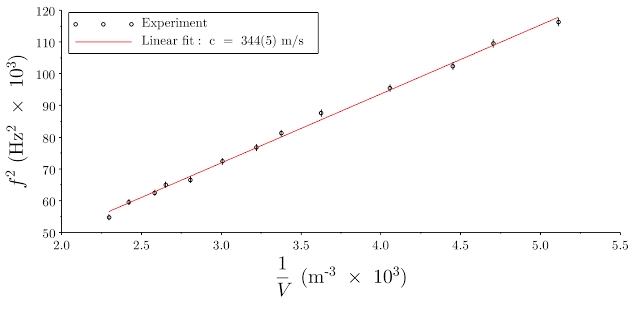 120
110
100
90
80
70
60
50
f² (Hz² × 10³)
Experiment
Linear fit : c = 344(5) m/s
2.0 2.5 3.0 3.5 4.0 4.5 5.0 5.5
1/V (m⁻³ × 10³)